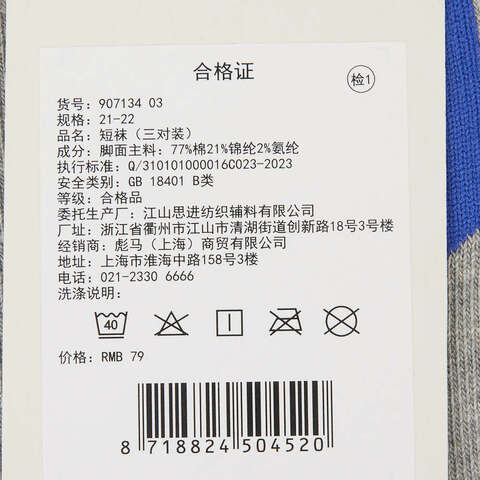 合格证
检1
货号: 907134 03
规格: 21-22
品名: 短袜（三对装）
成分: 脚面主料: 77%棉21%锦纶2%氨纶
执行标准: Q/310101000016C023-2023
安全类别: GB 18401 B类
等级: 合格品
委托生产厂: 江山思进纺织辅料有限公司
厂址: 浙江省衢州市江山市清湖街道创新路18号3号楼
经销商: 彪马（上海）商贸有限公司
地址: 上海市淮海中路158号3楼
电话: 021-2330 6666
洗涤说明:
40
价格: RMB 79
8 718824 504520